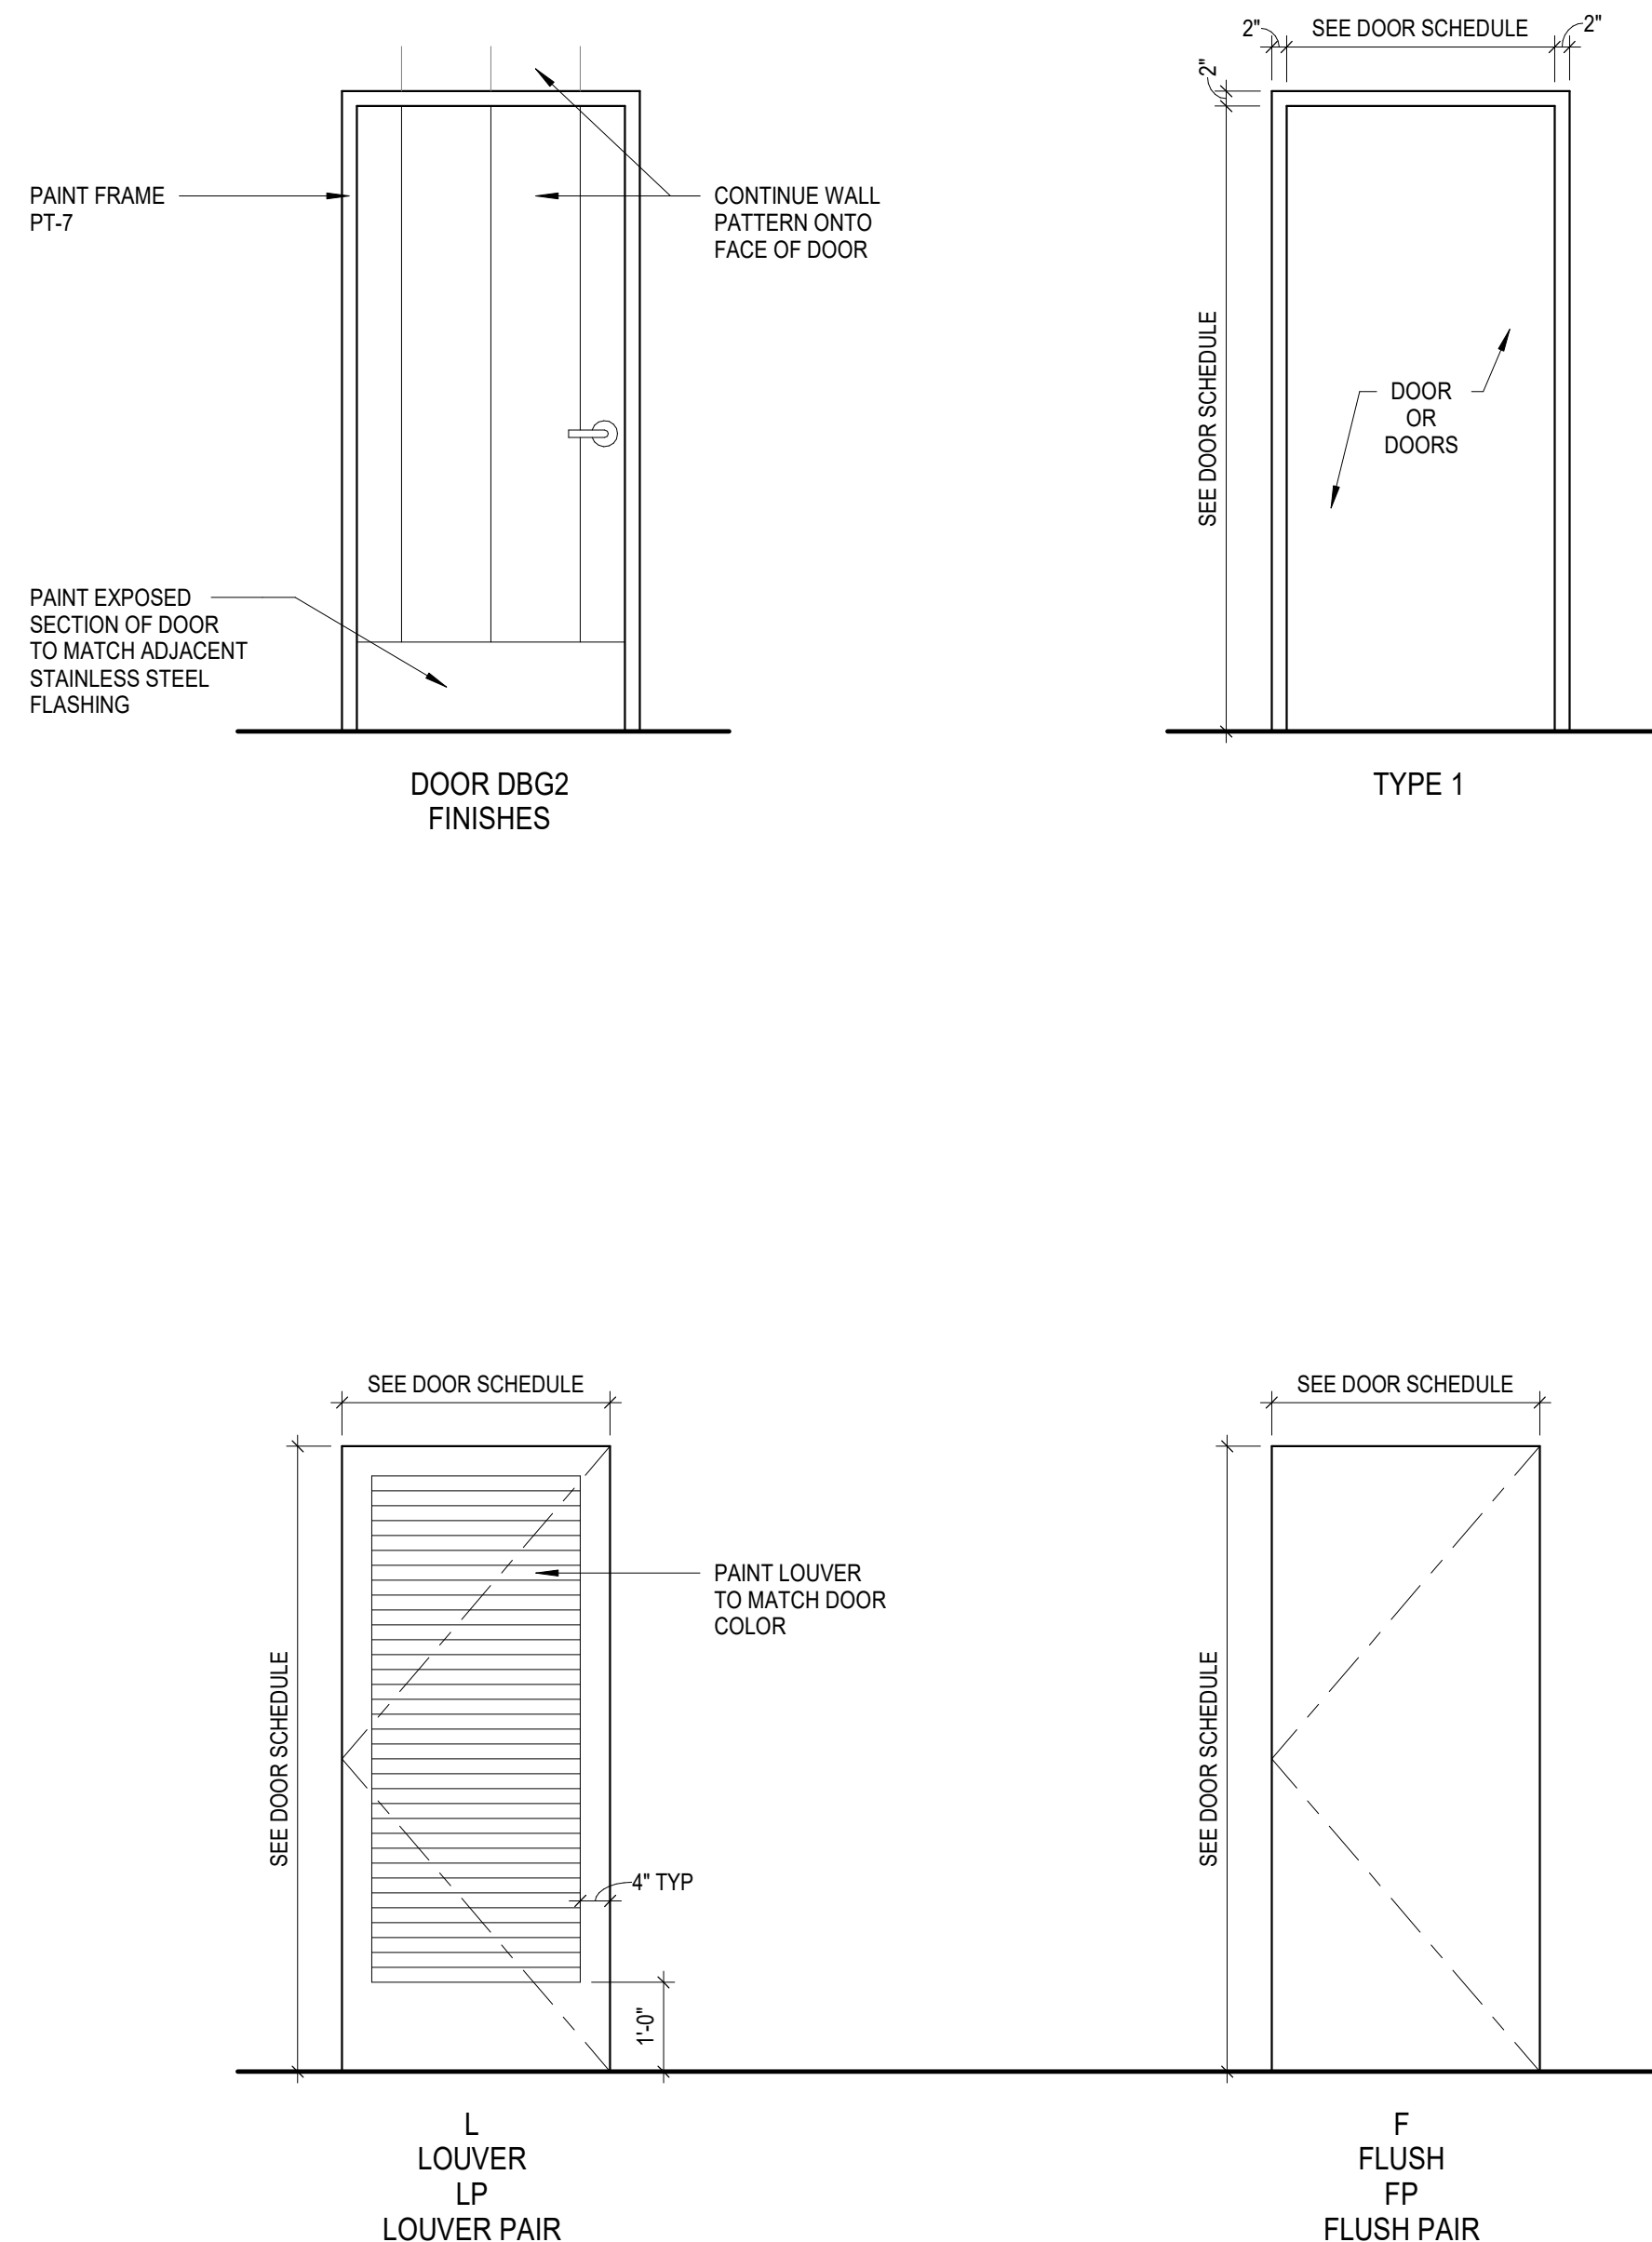 PAINT FRAME
PT-7
CONTINUE WALL
PATTERN ONTO
FACE OF DOOR
PAINT EXPOSED
SECTION OF DOOR
TO MATCH ADJACENT
STAINLESS STEEL
FLASHING
DOOR DBG2
FINISHES
2"
SEE DOOR SCHEDULE
2"
2"
SEE DOOR SCHEDULE
DOOR
OR
DOORS
TYPE 1
SEE DOOR SCHEDULE
SEE DOOR SCHEDULE
PAINT LOUVER
TO MATCH DOOR
COLOR
4" TYP
1'-0"
L
LOUVER
LP
LOUVER PAIR
SEE DOOR SCHEDULE
SEE DOOR SCHEDULE
F
FLUSH
FP
FLUSH PAIR